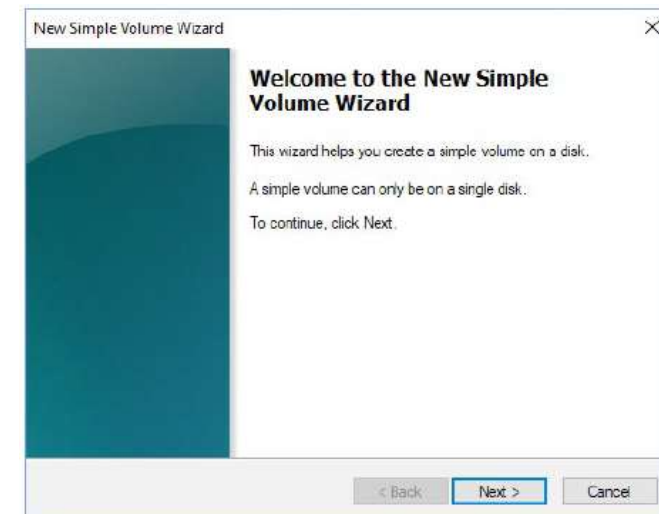 New Simple Volume Wizard
Welcome to the New Simple
Volume Wizard
This wizard helps you create a simple volume on a disk.
A simple volume can only be on a single disk.
To continue, click Next.
< Back
Next >
Cancel